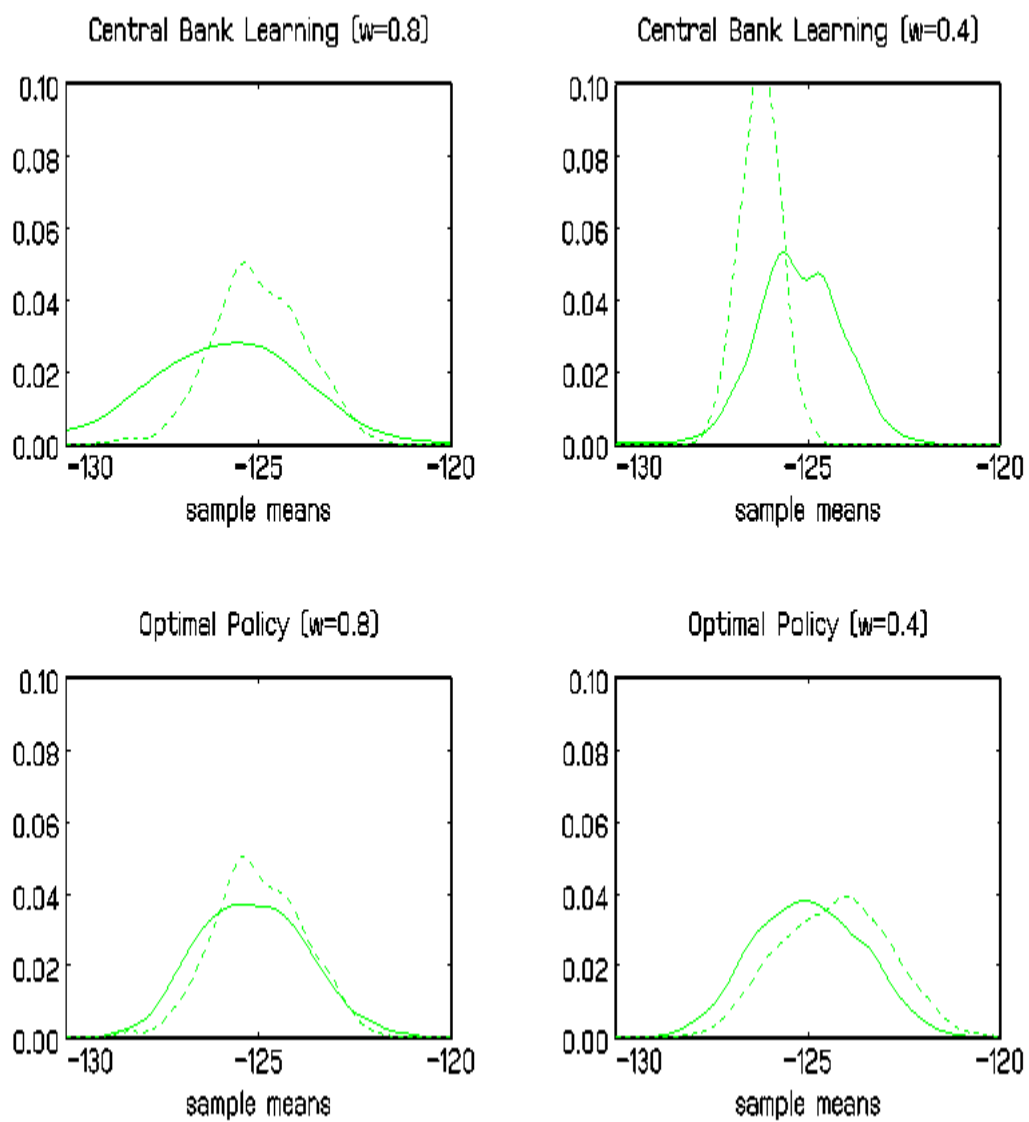 Central Bank Learning (w=0.8)
0.10
0.08
0.06
0.04
0.02
0.00
-130 -125 -120
sample means
Central Bank Learning (w=0.4)
0.10
0.08
0.06
0.04
0.02
0.00
-130 -125 -120
sample means
Optimal Policy (w=0.8)
0.10
0.08
0.06
0.04
0.02
0.00
-130 -125 -120
sample means
Optimal Policy (w=0.4)
0.10
0.08
0.06
0.04
0.02
0.00
-130 -125 -120
sample means